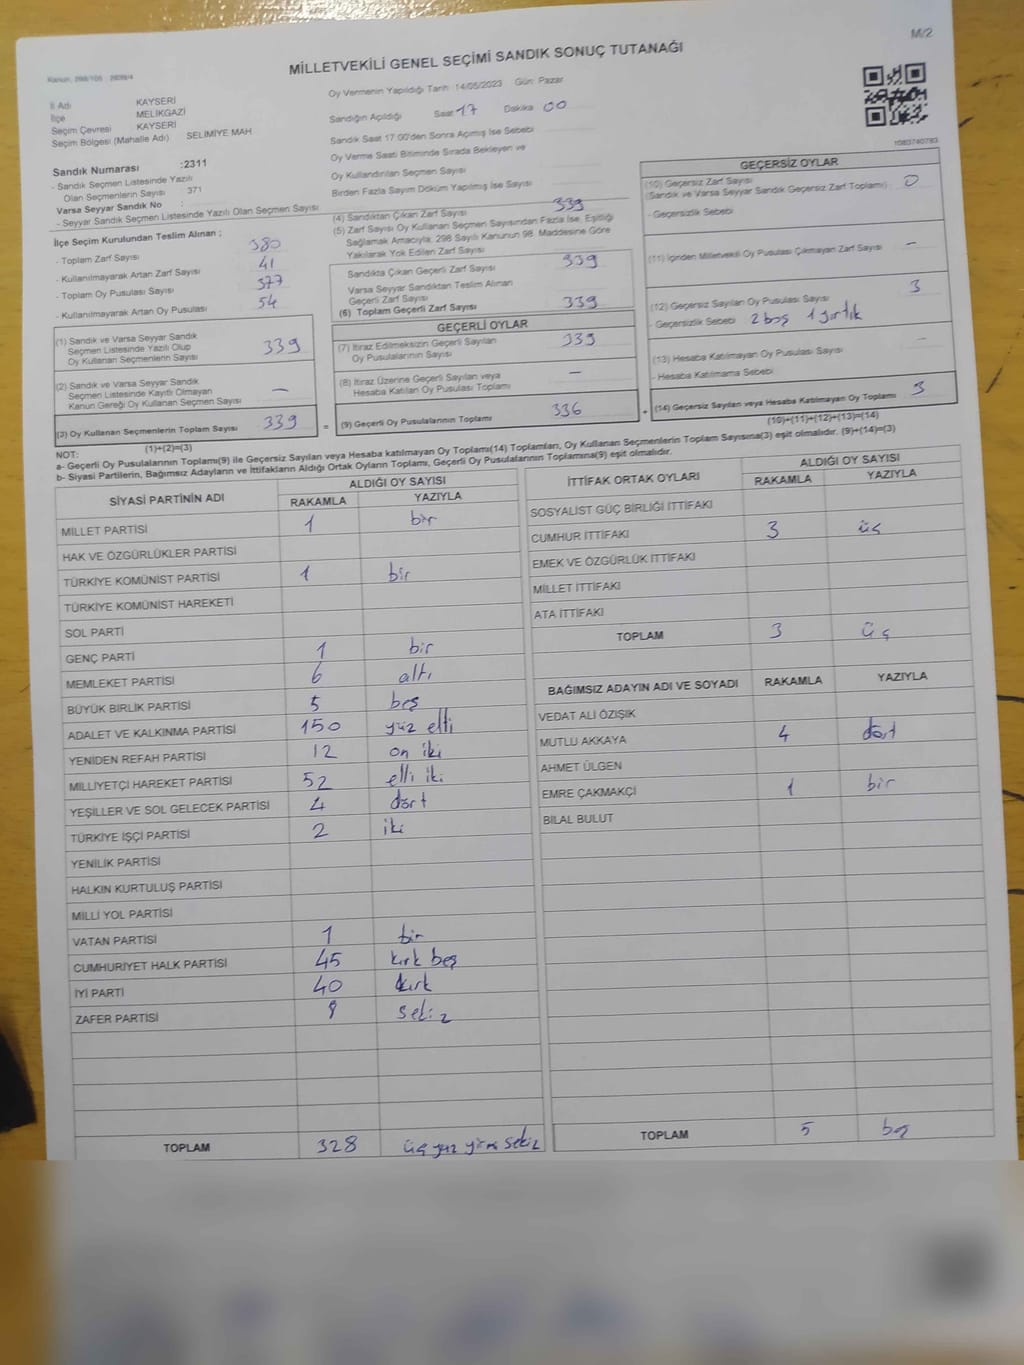 M/2
Kanun: 298/105 : 2839/4
MİLLETVEKİLİ GENEL SEÇİMİ SANDIK SONUÇ TUTANAĞI
İl Adı KAYSERİ
İlçe MELİKGAZİ
Seçim Çevresi KAYSERİ
Seçim Bölgesi (Mahalle Adı) SELİMİYE MAH
Sandık Numarası :2311
- Sandık Seçmen Listesinde Yazılı
Olan Seçmenlerin Sayısı 371
Varsa Seyyar Sandık No :
- Seyyar Sandık Seçmen Listesinde Yazılı Olan Seçmen Sayısı
Oy Vermenin Yapıldığı Tarih :14/05/2023 Gün: Pazar
Sandığın Açıldığı Saat 17 Dakika 00
Sandık Saat 17:00'den Sonra Açılmış İse Sebebi
Oy Verme Saati Bitiminde Sırada Bekleyen ve
Oy Kullandırılan Seçmen Sayısı
Birden Fazla Sayım Döküm Yapılmış İse Sayısı
1083740793
İlçe Seçim Kurulundan Teslim Alınan ;
- Toplam Zarf Sayısı 380
- Kullanılmayarak Artan Zarf Sayısı 41
- Toplam Oy Pusulası Sayısı 377
- Kullanılmayarak Artan Oy Pusulası 54
(1) Sandık ve Varsa Seyyar Sandık
Seçmen Listesinde Yazılı Olup
Oy Kullanan Seçmenlerin Sayısı 339
(2) Sandık ve Varsa Seyyar Sandık
Seçmen Listesinde Kayıtlı Olmayan
Kanun Gereği Oy Kullanan Seçmen Sayısı —
(3) Oy Kullanan Seçmenlerin Toplam Sayısı 339 =
(1)+(2)=(3)
(4) Sandıktan Çıkan Zarf Sayısı 339
(5) Zarf Sayısı Oy Kullanan Seçmen Sayısından Fazla İse, Eşitliği
Sağlamak Amacıyla; 298 Sayılı Kanunun 98. Maddesine Göre
Yakılarak Yok Edilen Zarf Sayısı
Sandıkta Çıkan Geçerli Zarf Sayısı 339
Varsa Seyyar Sandıktan Teslim Alınan
Geçerli Zarf Sayısı
(6) Toplam Geçerli Zarf Sayısı 339
GEÇERLİ OYLAR
(7) İtiraz Edilmeksizin Geçerli Sayılan
Oy Pusulalarının Sayısı 339
(8) İtiraz Üzerine Geçerli Sayılan veya
Hesaba Katılan Oy Pusulası Toplamı —
(9) Geçerli Oy Pusulalarının Toplamı 336 +
GEÇERSİZ OYLAR
(10) Geçersiz Zarf Sayısı
(Sandık ve Varsa Seyyar Sandık Geçersiz Zarf Toplamı) 0
- Geçersizlik Sebebi
(11) İçinden Milletvekili Oy Pusulası Çıkmayan Zarf Sayısı —
(12) Geçersiz Sayılan Oy Pusulası Sayısı 3
- Geçersizlik Sebebi 2 boş 1 yırtık
(13) Hesaba Katılmayan Oy Pusulası Sayısı —
- Hesaba Katılmama Sebebi
(14) Geçersiz Sayılan veya Hesaba Katılmayan Oy Toplamı 3
(10)+(11)+(12)+(13)=(14)
NOT:
a- Geçerli Oy Pusulalarının Toplamı(9) ile Geçersiz Sayılan veya Hesaba katılmayan Oy Toplamı(14) Toplamları, Oy Kullanan Seçmenlerin Toplam Sayısına(3) eşit olmalıdır. (9)+(14)=(3)
b- Siyasi Partilerin, Bağımsız Adayların ve İttifakların Aldığı Ortak Oyların Toplamı, Geçerli Oy Pusulalarının Toplamına(9) eşit olmalıdır.
SİYASİ PARTİNİN ADI ALDIĞI OY SAYISI
RAKAMLA YAZIYLA
MİLLET PARTİSİ 1 bir
HAK VE ÖZGÜRLÜKLER PARTİSİ
TÜRKİYE KOMÜNİST PARTİSİ 1 bir
TÜRKİYE KOMÜNİST HAREKETİ
SOL PARTİ
GENÇ PARTİ 1 bir
MEMLEKET PARTİSİ 6 altı
BÜYÜK BİRLİK PARTİSİ 5 beş
ADALET VE KALKINMA PARTİSİ 150 yüz elli
YENİDEN REFAH PARTİSİ 12 on iki
MİLLİYETÇİ HAREKET PARTİSİ 52 elli iki
YEŞİLLER VE SOL GELECEK PARTİSİ 4 dört
TÜRKİYE İŞÇİ PARTİSİ 2 iki
YENİLİK PARTİSİ
HALKIN KURTULUŞ PARTİSİ
MİLLİ YOL PARTİSİ
VATAN PARTİSİ 1 bir
CUMHURİYET HALK PARTİSİ 45 kırk beş
İYİ PARTİ 40 kırk
ZAFER PARTİSİ 8 sekiz
TOPLAM 328 üç yüz yirmi sekiz
İTTİFAK ORTAK OYLARI ALDIĞI OY SAYISI
RAKAMLA YAZIYLA
SOSYALİST GÜÇ BİRLİĞİ İTTİFAKI
CUMHUR İTTİFAKI 3 üç
EMEK VE ÖZGÜRLÜK İTTİFAKI
MİLLET İTTİFAKI
ATA İTTİFAKI
TOPLAM 3 üç
BAĞIMSIZ ADAYIN ADI VE SOYADI RAKAMLA YAZIYLA
VEDAT ALİ ÖZIŞIK
MUTLU AKKAYA 4 dört
AHMET ÜLGEN
EMRE ÇAKMAKÇI 1 bir
BİLAL BULUT
TOPLAM 5 beş